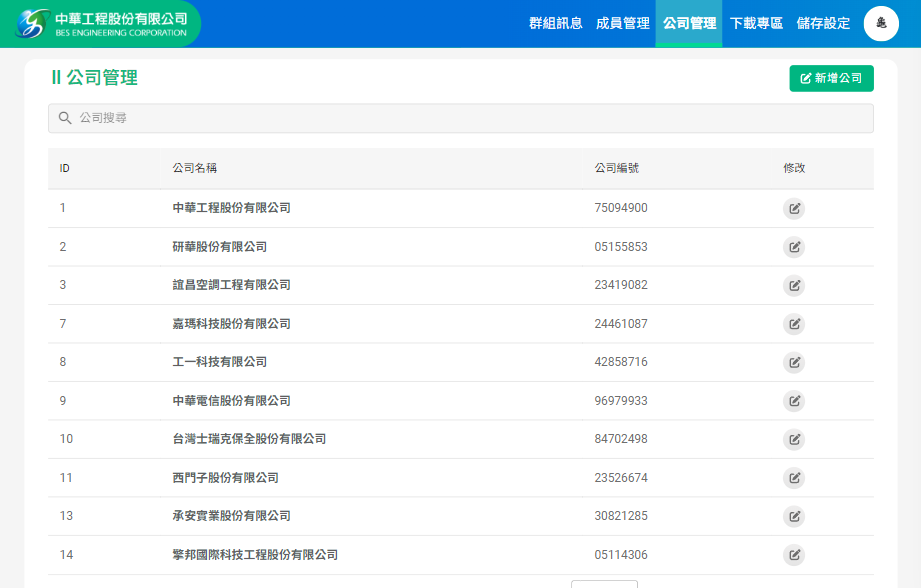 中華工程股份有限公司
BES ENGINEERING CORPORATION
群組訊息 成員管理 公司管理 下載專區 儲存設定
公司管理
新增公司
公司搜尋
ID 公司名稱 公司編號 修改
1 中華工程股份有限公司 75094900
2 研華股份有限公司 05155853
3 誼昌空調工程有限公司 23419082
7 嘉瑪科技股份有限公司 24461087
8 工一科技有限公司 42858716
9 中華電信股份有限公司 96979933
10 台灣士瑞克保全股份有限公司 84702498
11 西門子股份有限公司 23526674
13 承安實業股份有限公司 30821285
14 擎邦國際科技工程股份有限公司 05114306